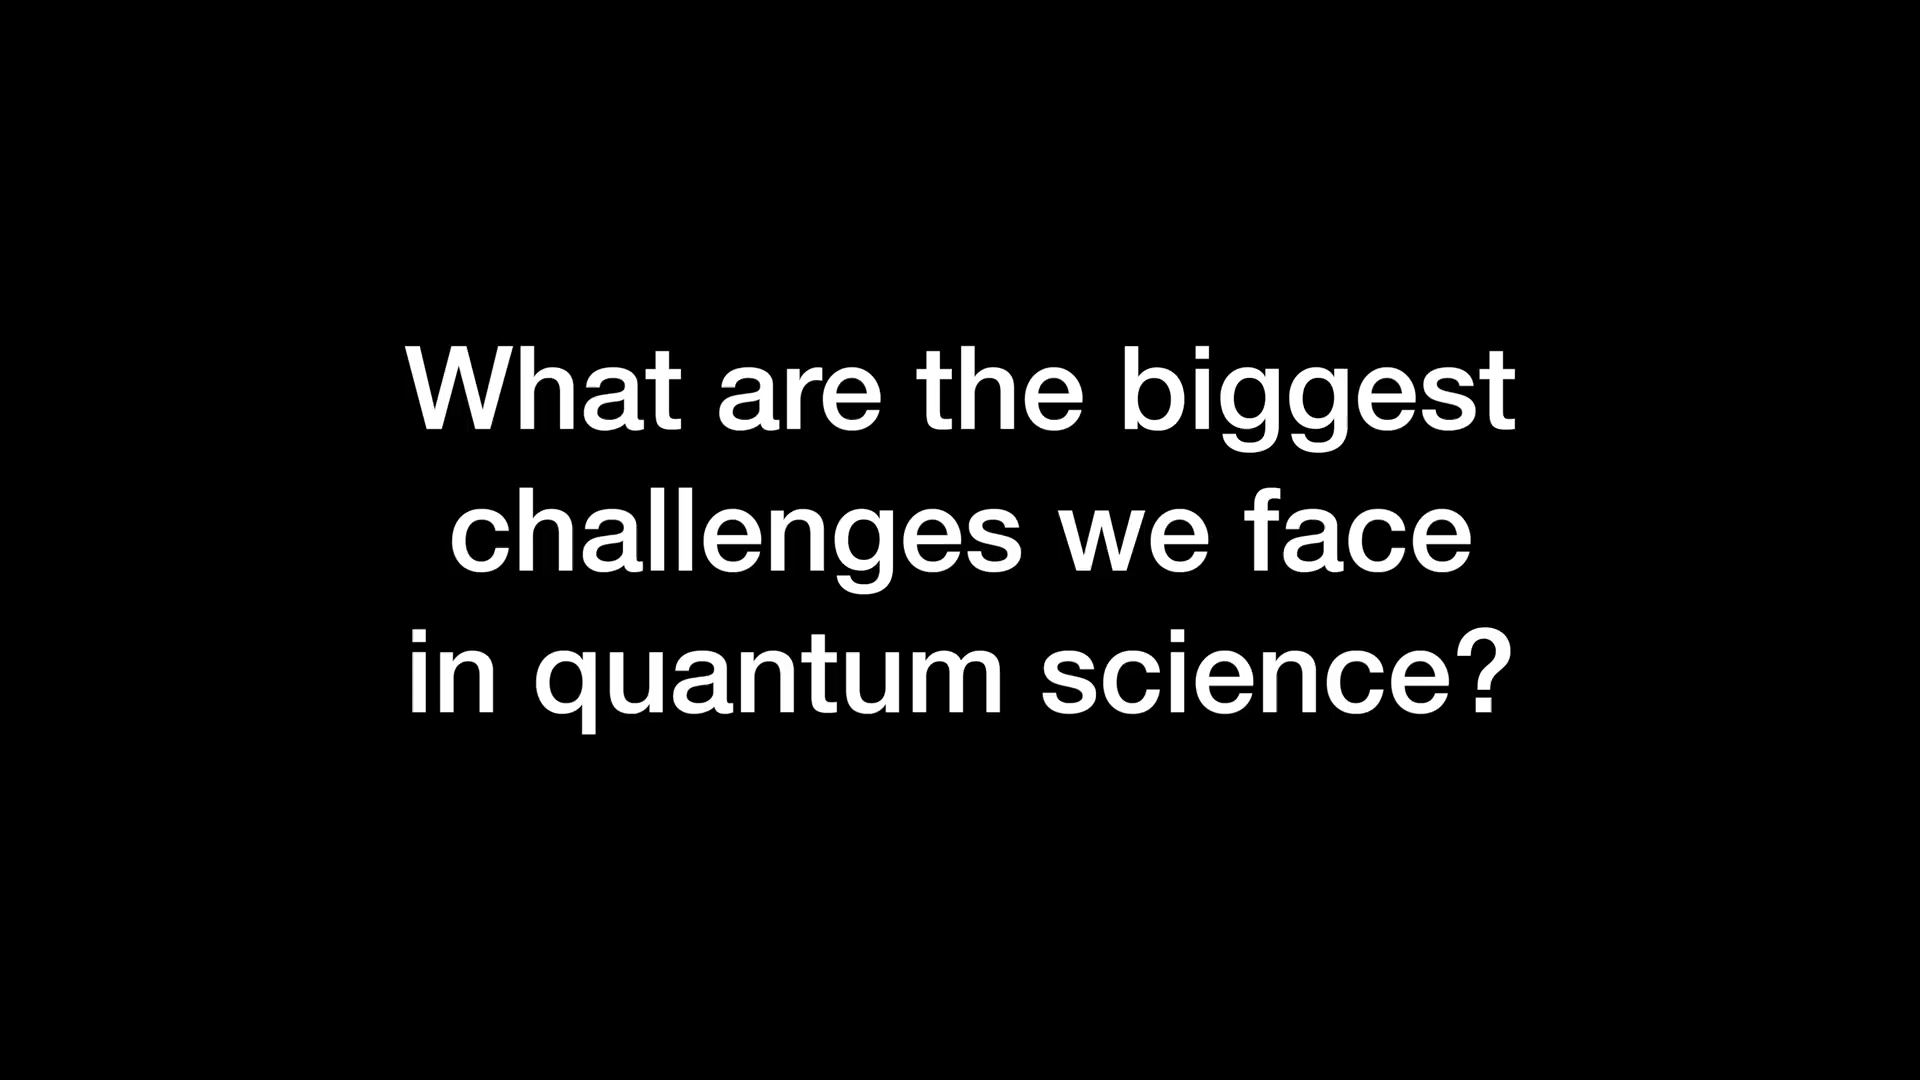 What are the biggest
challenges we face
in quantum science?